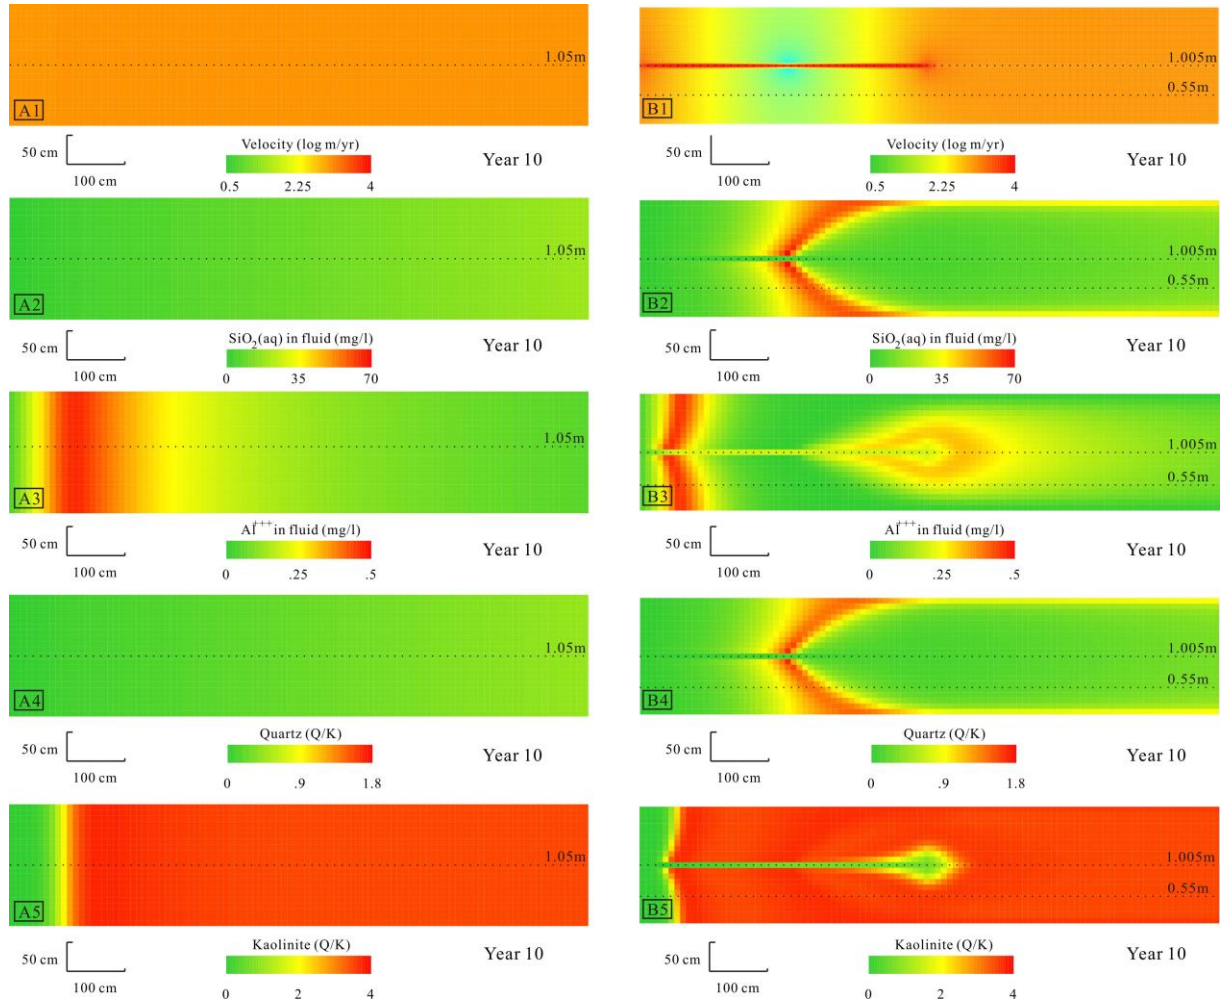 1.05m
A1
50 cm
100 cm
Velocity (log m/yr)
0.5 2.25 4
Year 10
1.005m
0.55m
B1
50 cm
100 cm
Velocity (log m/yr)
0.5 2.25 4
Year 10
1.05m
A2
50 cm
100 cm
SiO₂(aq) in fluid (mg/l)
0 35 70
Year 10
1.005m
0.55m
B2
50 cm
100 cm
SiO₂(aq) in fluid (mg/l)
0 35 70
Year 10
1.05m
A3
50 cm
100 cm
Al⁺⁺⁺ in fluid (mg/l)
0 .25 .5
Year 10
1.005m
0.55m
B3
50 cm
100 cm
Al⁺⁺⁺ in fluid (mg/l)
0 .25 .5
Year 10
1.05m
A4
50 cm
100 cm
Quartz (Q/K)
0 .9 1.8
Year 10
1.005m
0.55m
B4
50 cm
100 cm
Quartz (Q/K)
0 .9 1.8
Year 10
1.05m
A5
50 cm
100 cm
Kaolinite (Q/K)
0 2 4
Year 10
1.005m
0.55m
B5
50 cm
100 cm
Kaolinite (Q/K)
0 2 4
Year 10